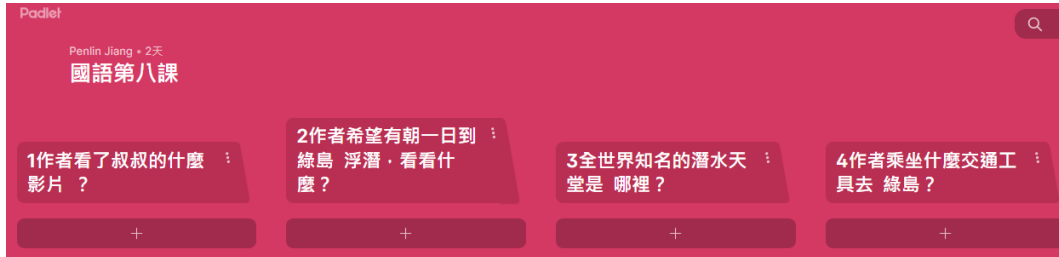 Padlet
Penlin Jiang • 2天
國語第八課
1作者看了叔叔的什麼
影片 ？
2作者希望有朝一日到
綠島 浮潛，看看什
麼？
3全世界知名的潛水天
堂是 哪裡？
4作者乘坐什麼交通工
具去 綠島？